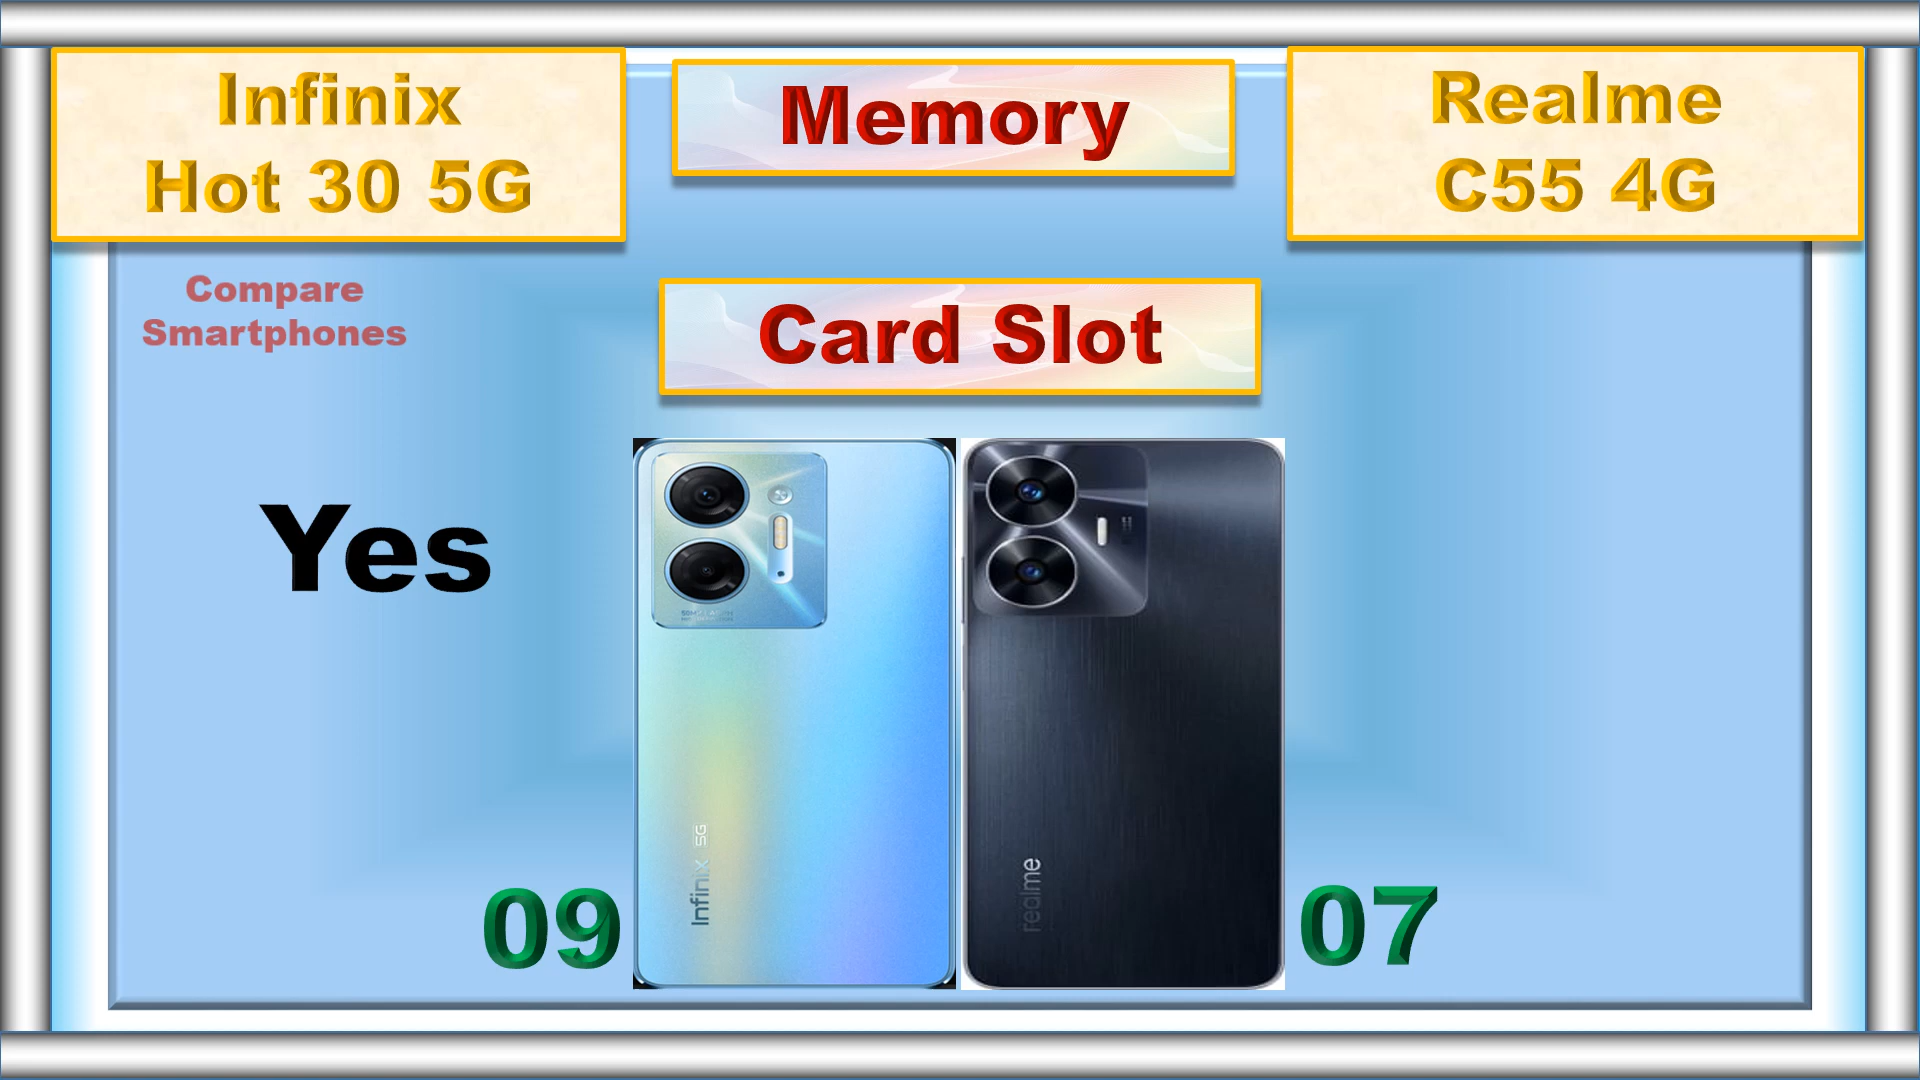 Infinix
Hot 30 5G
Memory
Realme
C55 4G
Compare
Smartphones
Card Slot
Yes
09
Infinix 5G
realme
07